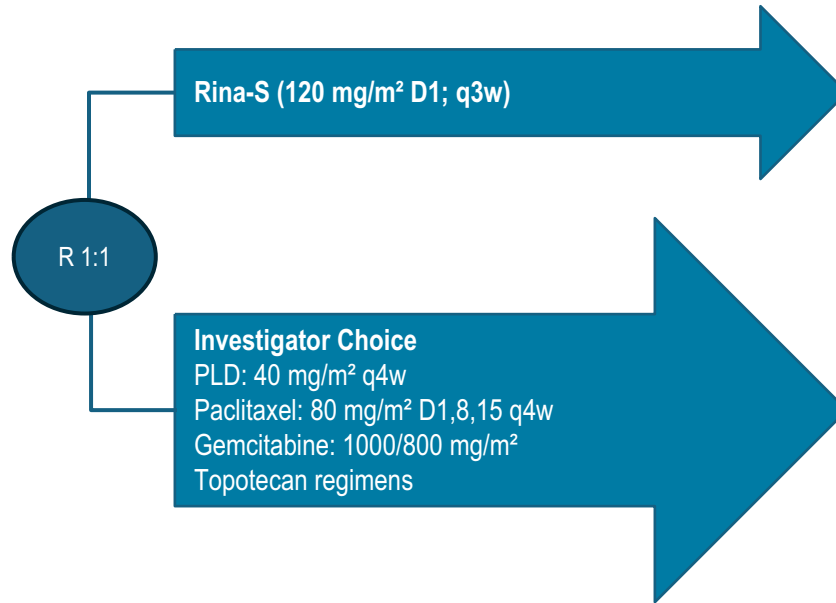 Rina-S (120 mg/m² D1; q3w)
R 1:1
Investigator Choice
PLD: 40 mg/m² q4w
Paclitaxel: 80 mg/m² D1,8,15 q4w
Gemcitabine: 1000/800 mg/m²
Topotecan regimens